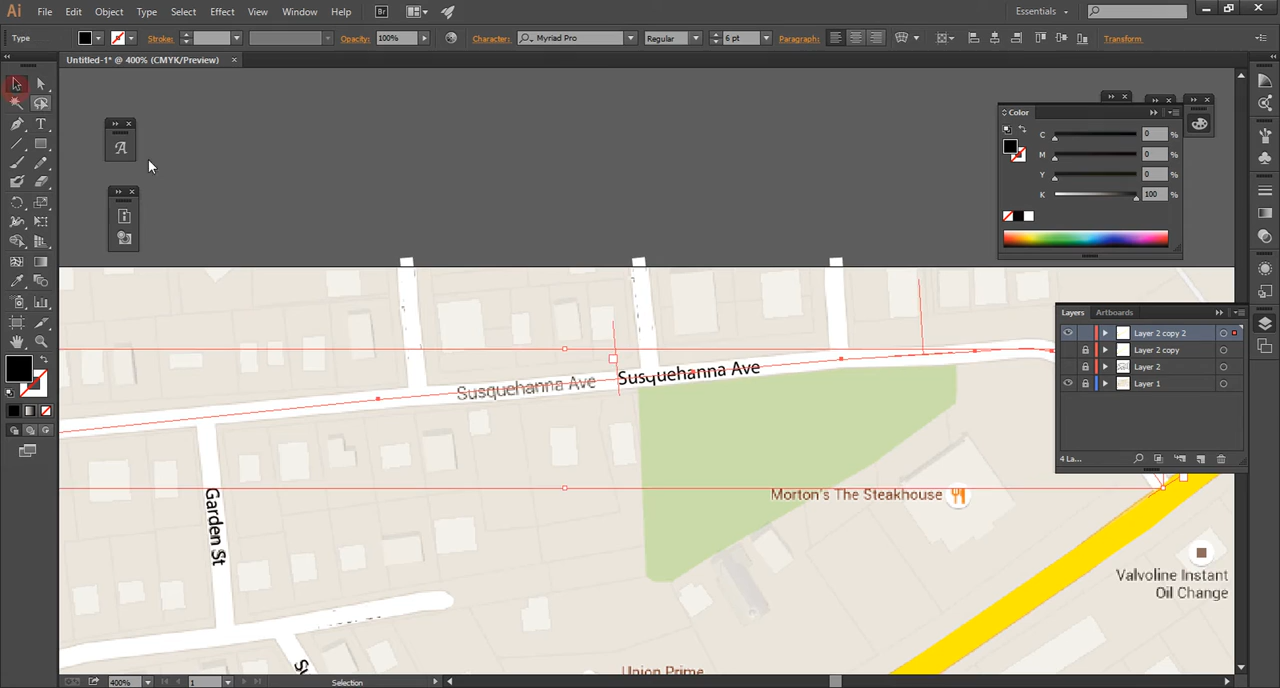 Ai File Edit Object Type Select Effect View Window Help Br Essentials
Type Stroke: Opacity: 100% Character: Myriad Pro Regular 6 pt Paragraph: Transform
Untitled-1* @ 400% (CMYK/Preview)
Color
C 0 %
M 0 %
Y 0 %
K 100 %
Layers Artboards
Layer 2 copy 2
Layer 2 copy
Layer 2
Layer 1
4 La...
Susquehanna Ave
Susquehanna Ave
Garden St
Morton's The Steakhouse
Valvoline Instant
Oil Change
Union Prime
400% 1 Selection